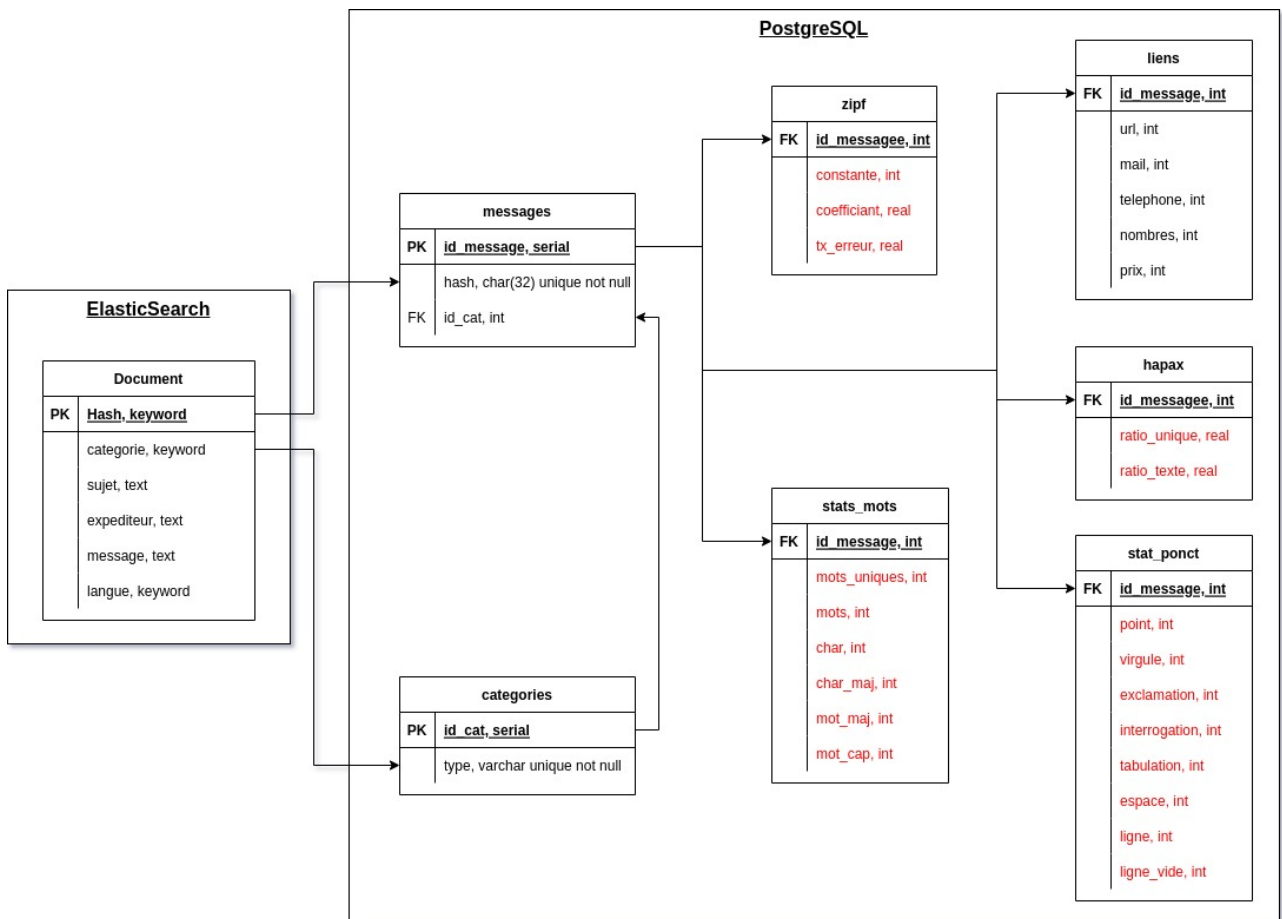 PostgreSQL
ElasticSearch
Document
PK Hash, keyword
categorie, keyword
sujet, text
expediteur, text
message, text
langue, keyword
messages
PK id_message, serial
hash, char(32) unique not null
FK id_cat, int
categories
PK id_cat, serial
type, varchar unique not null
zipf
FK id_messagee, int
constante, int
coefficiant, real
tx_erreur, real
stats_mots
FK id_message, int
mots_uniques, int
mots, int
char, int
char_maj, int
mot_maj, int
mot_cap, int
liens
FK id_message, int
url, int
mail, int
telephone, int
nombres, int
prix, int
hapax
FK id_messagee, int
ratio_unique, real
ratio_texte, real
stat_ponct
FK id_message, int
point, int
virgule, int
exclamation, int
interrogation, int
tabulation, int
espace, int
ligne, int
ligne_vide, int